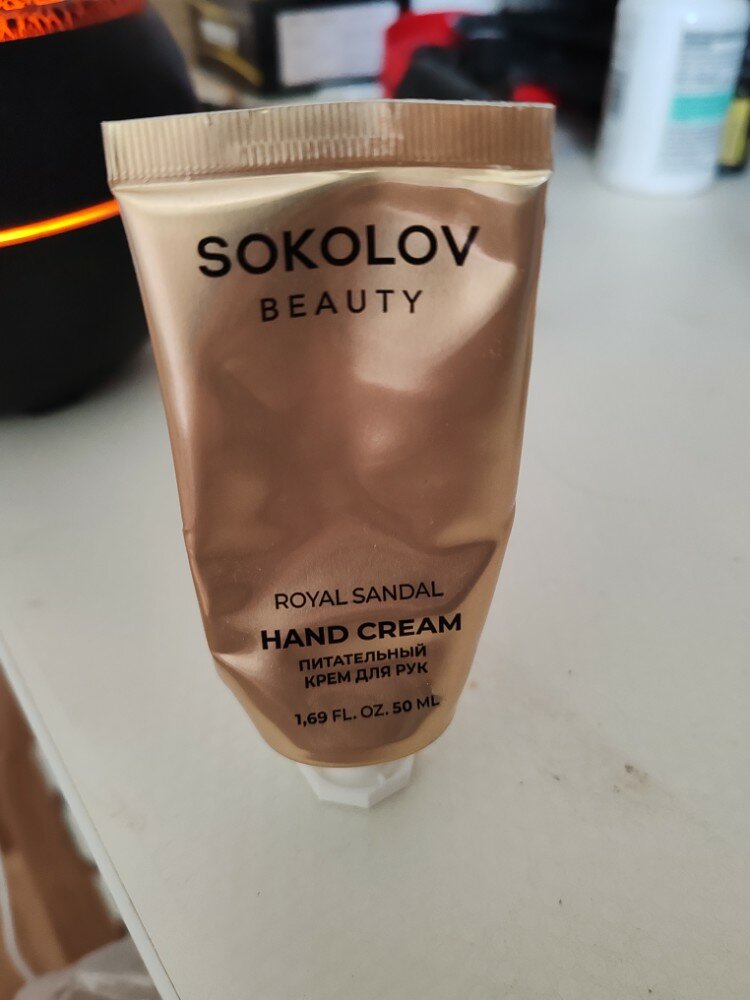 SOKOLOV
BEAUTY
ROYAL SANDAL
HAND CREAM
ПИТАТЕЛЬНЫЙ
КРЕМ ДЛЯ РУК
1,69 FL. OZ. 50 ML